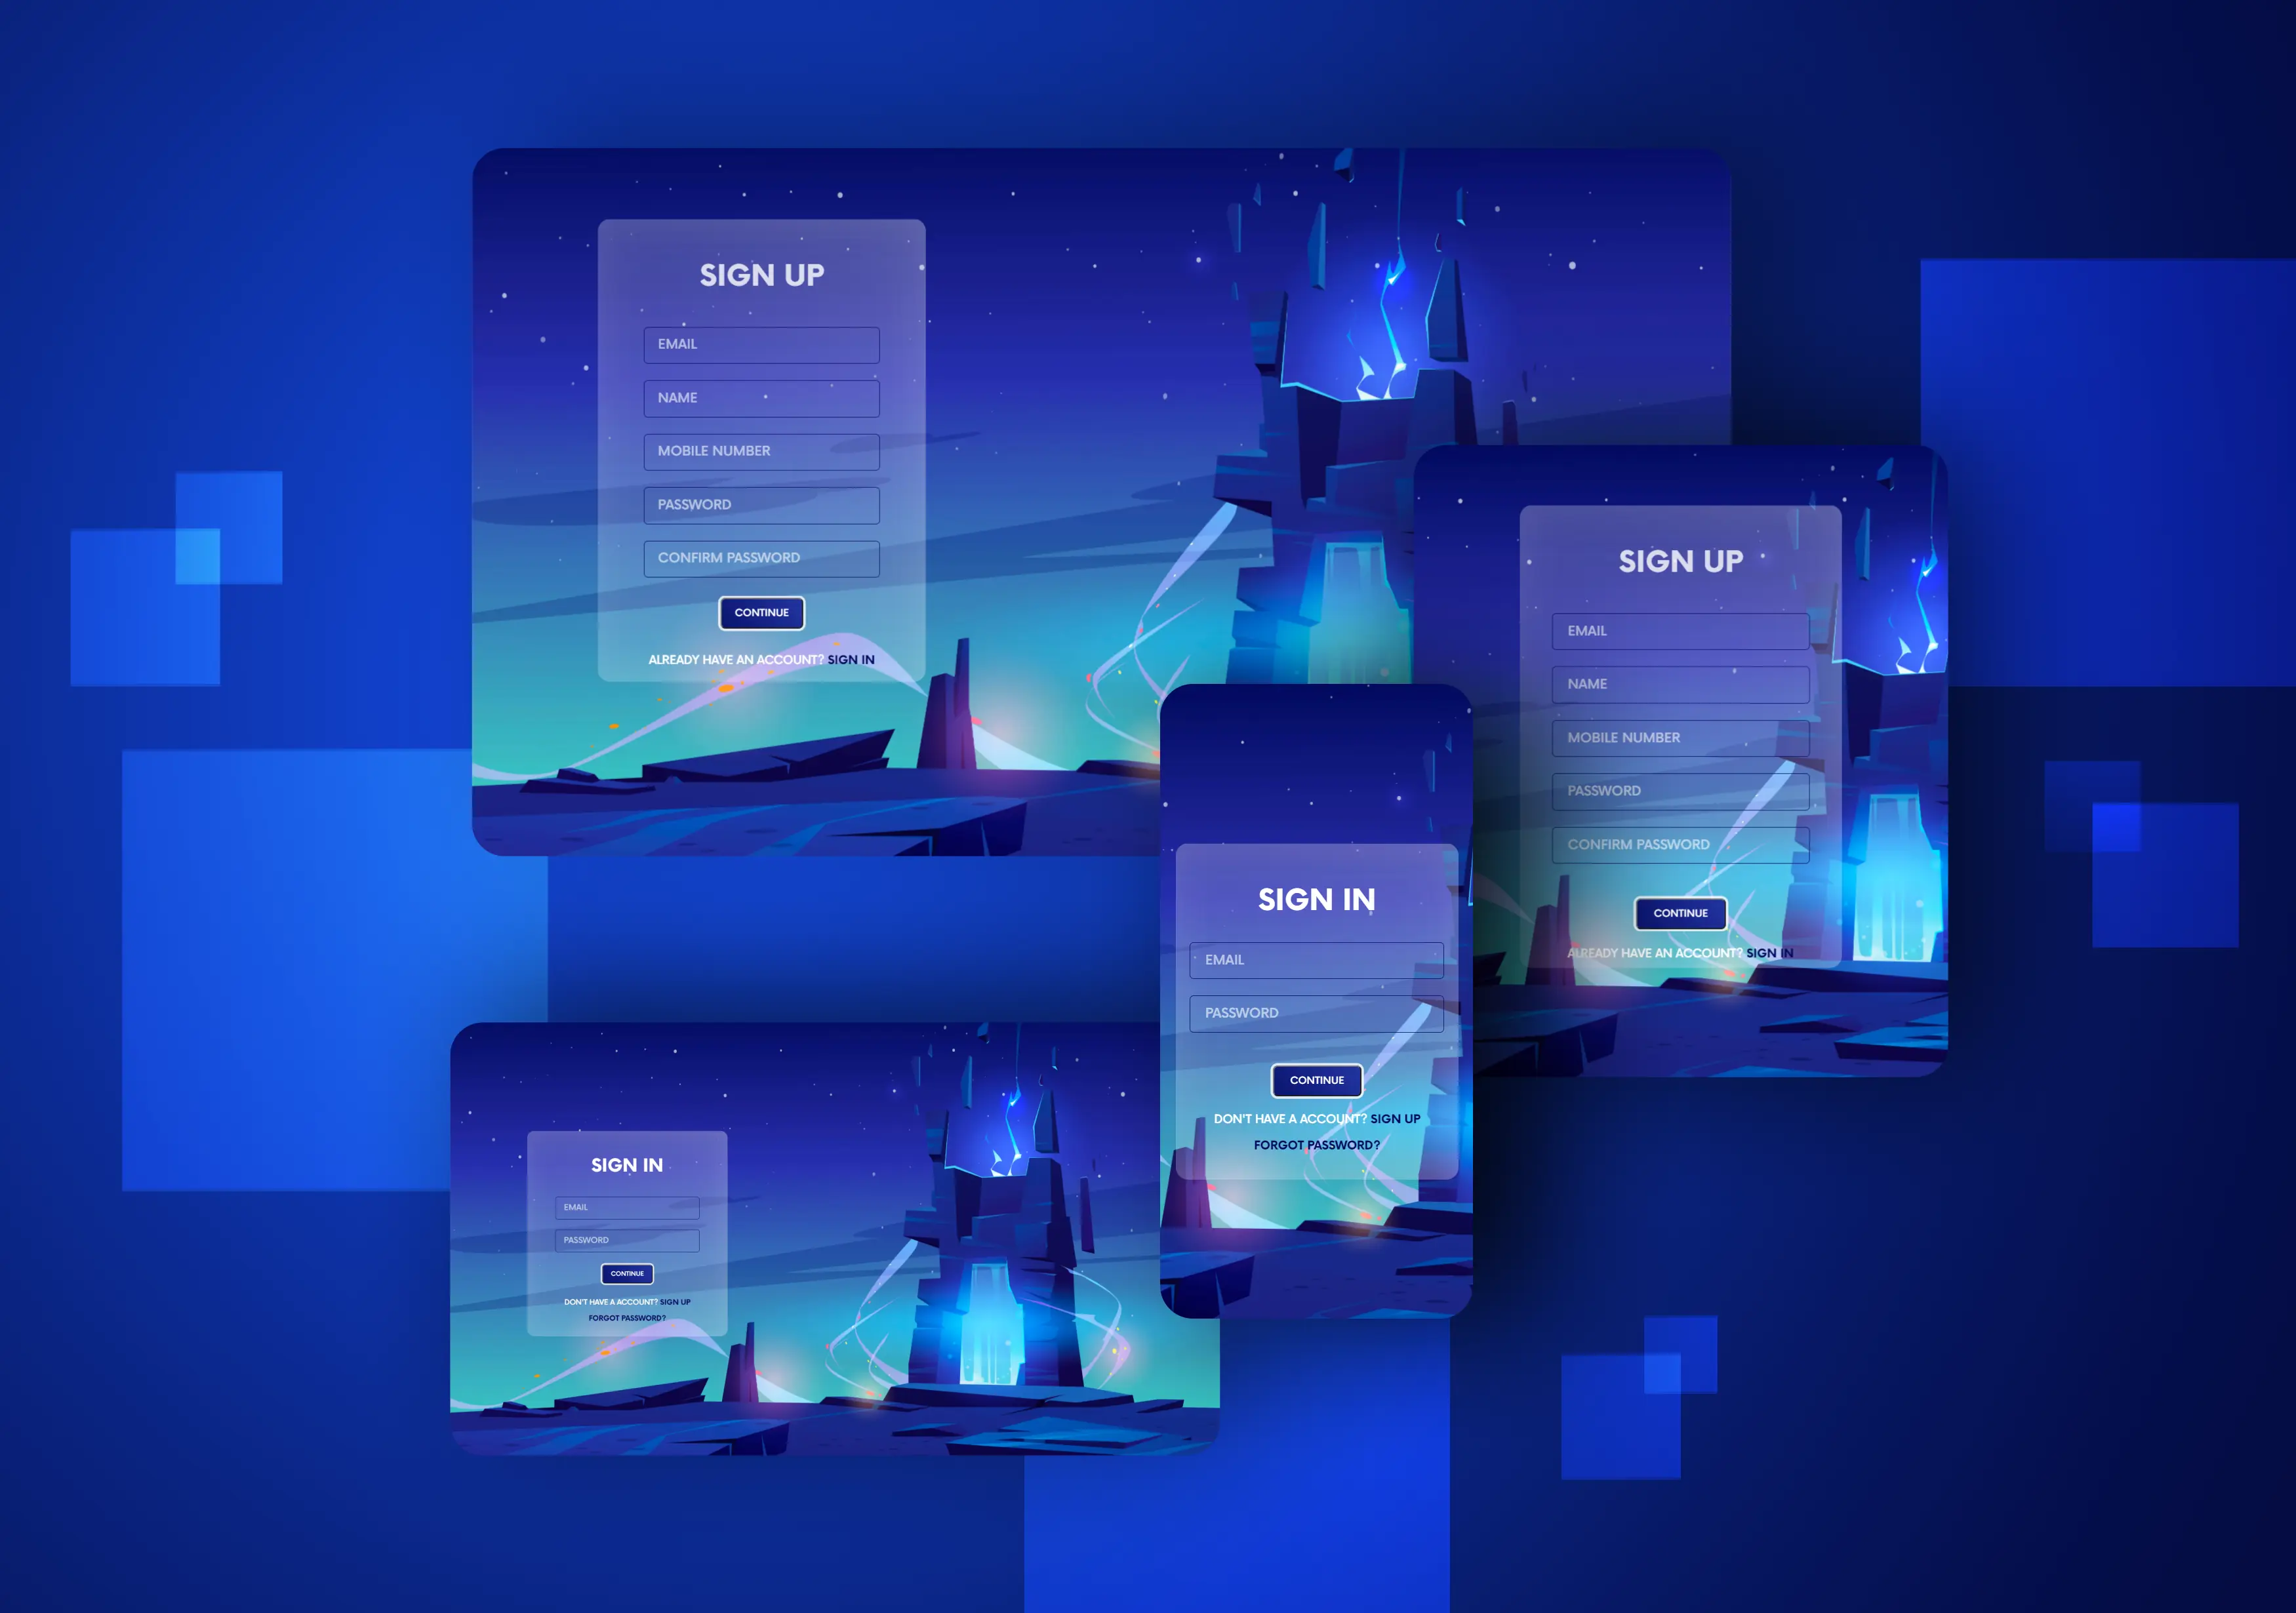 SIGN UP
EMAIL
NAME
MOBILE NUMBER
PASSWORD
CONFIRM PASSWORD
CONTINUE
ALREADY HAVE AN ACCOUNT? SIGN IN
SIGN UP
EMAIL
NAME
MOBILE NUMBER
PASSWORD
CONFIRM PASSWORD
CONTINUE
ALREADY HAVE AN ACCOUNT? SIGN IN
SIGN IN
EMAIL
PASSWORD
CONTINUE
DON'T HAVE A ACCOUNT? SIGN UP
FORGOT PASSWORD?
SIGN IN
EMAIL
PASSWORD
CONTINUE
DON'T HAVE A ACCOUNT? SIGN UP
FORGOT PASSWORD?